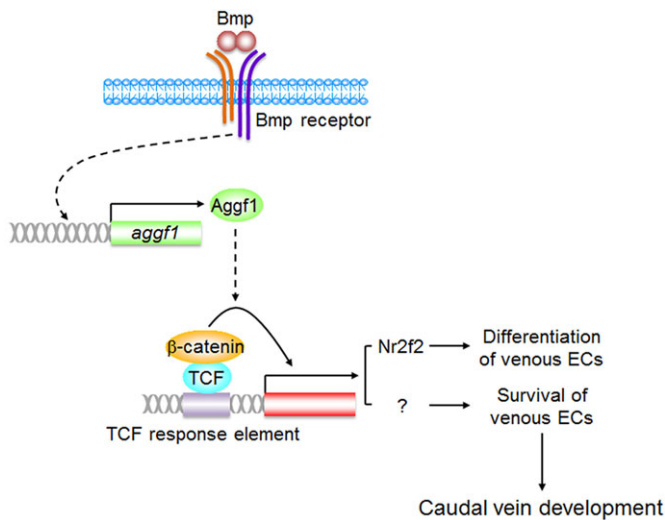 Bmp
Bmp receptor
Aggf1
aggf1
β-catenin
TCF
TCF response element
Nr2f2
Differentiation
of venous ECs
?
Survival of
venous ECs
Caudal vein development